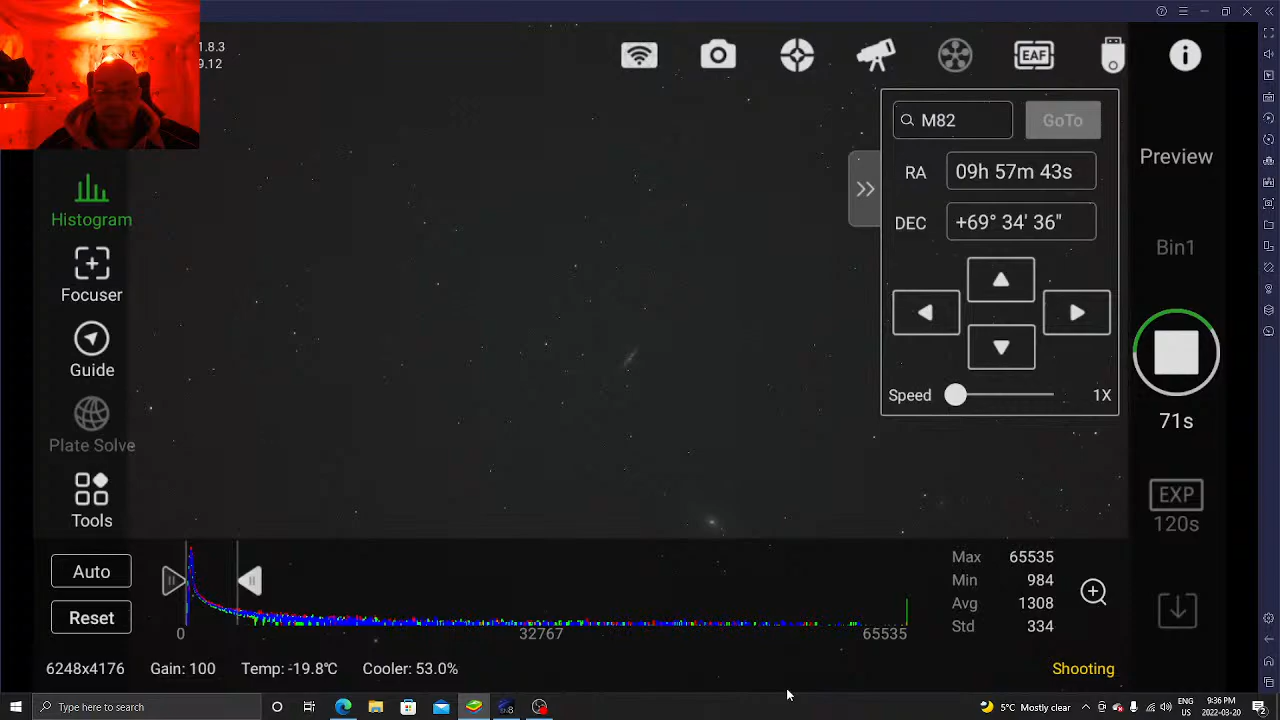 1.8.3
9.12
EAF
M82
GoTo
RA
09h 57m 43s
DEC
+69° 34' 36"
Speed
1X
Preview
Bin1
71s
EXP
120s
Histogram
Focuser
Guide
Plate Solve
Tools
Auto
Reset
0
32767
65535
Max 65535
Min 984
Avg 1308
Std 334
6248x4176 Gain: 100 Temp: -19.8℃ Cooler: 53.0%
Shooting
Type here to search
5°C Mostly clear
ENG
US
9:36 PM
2022-03-20